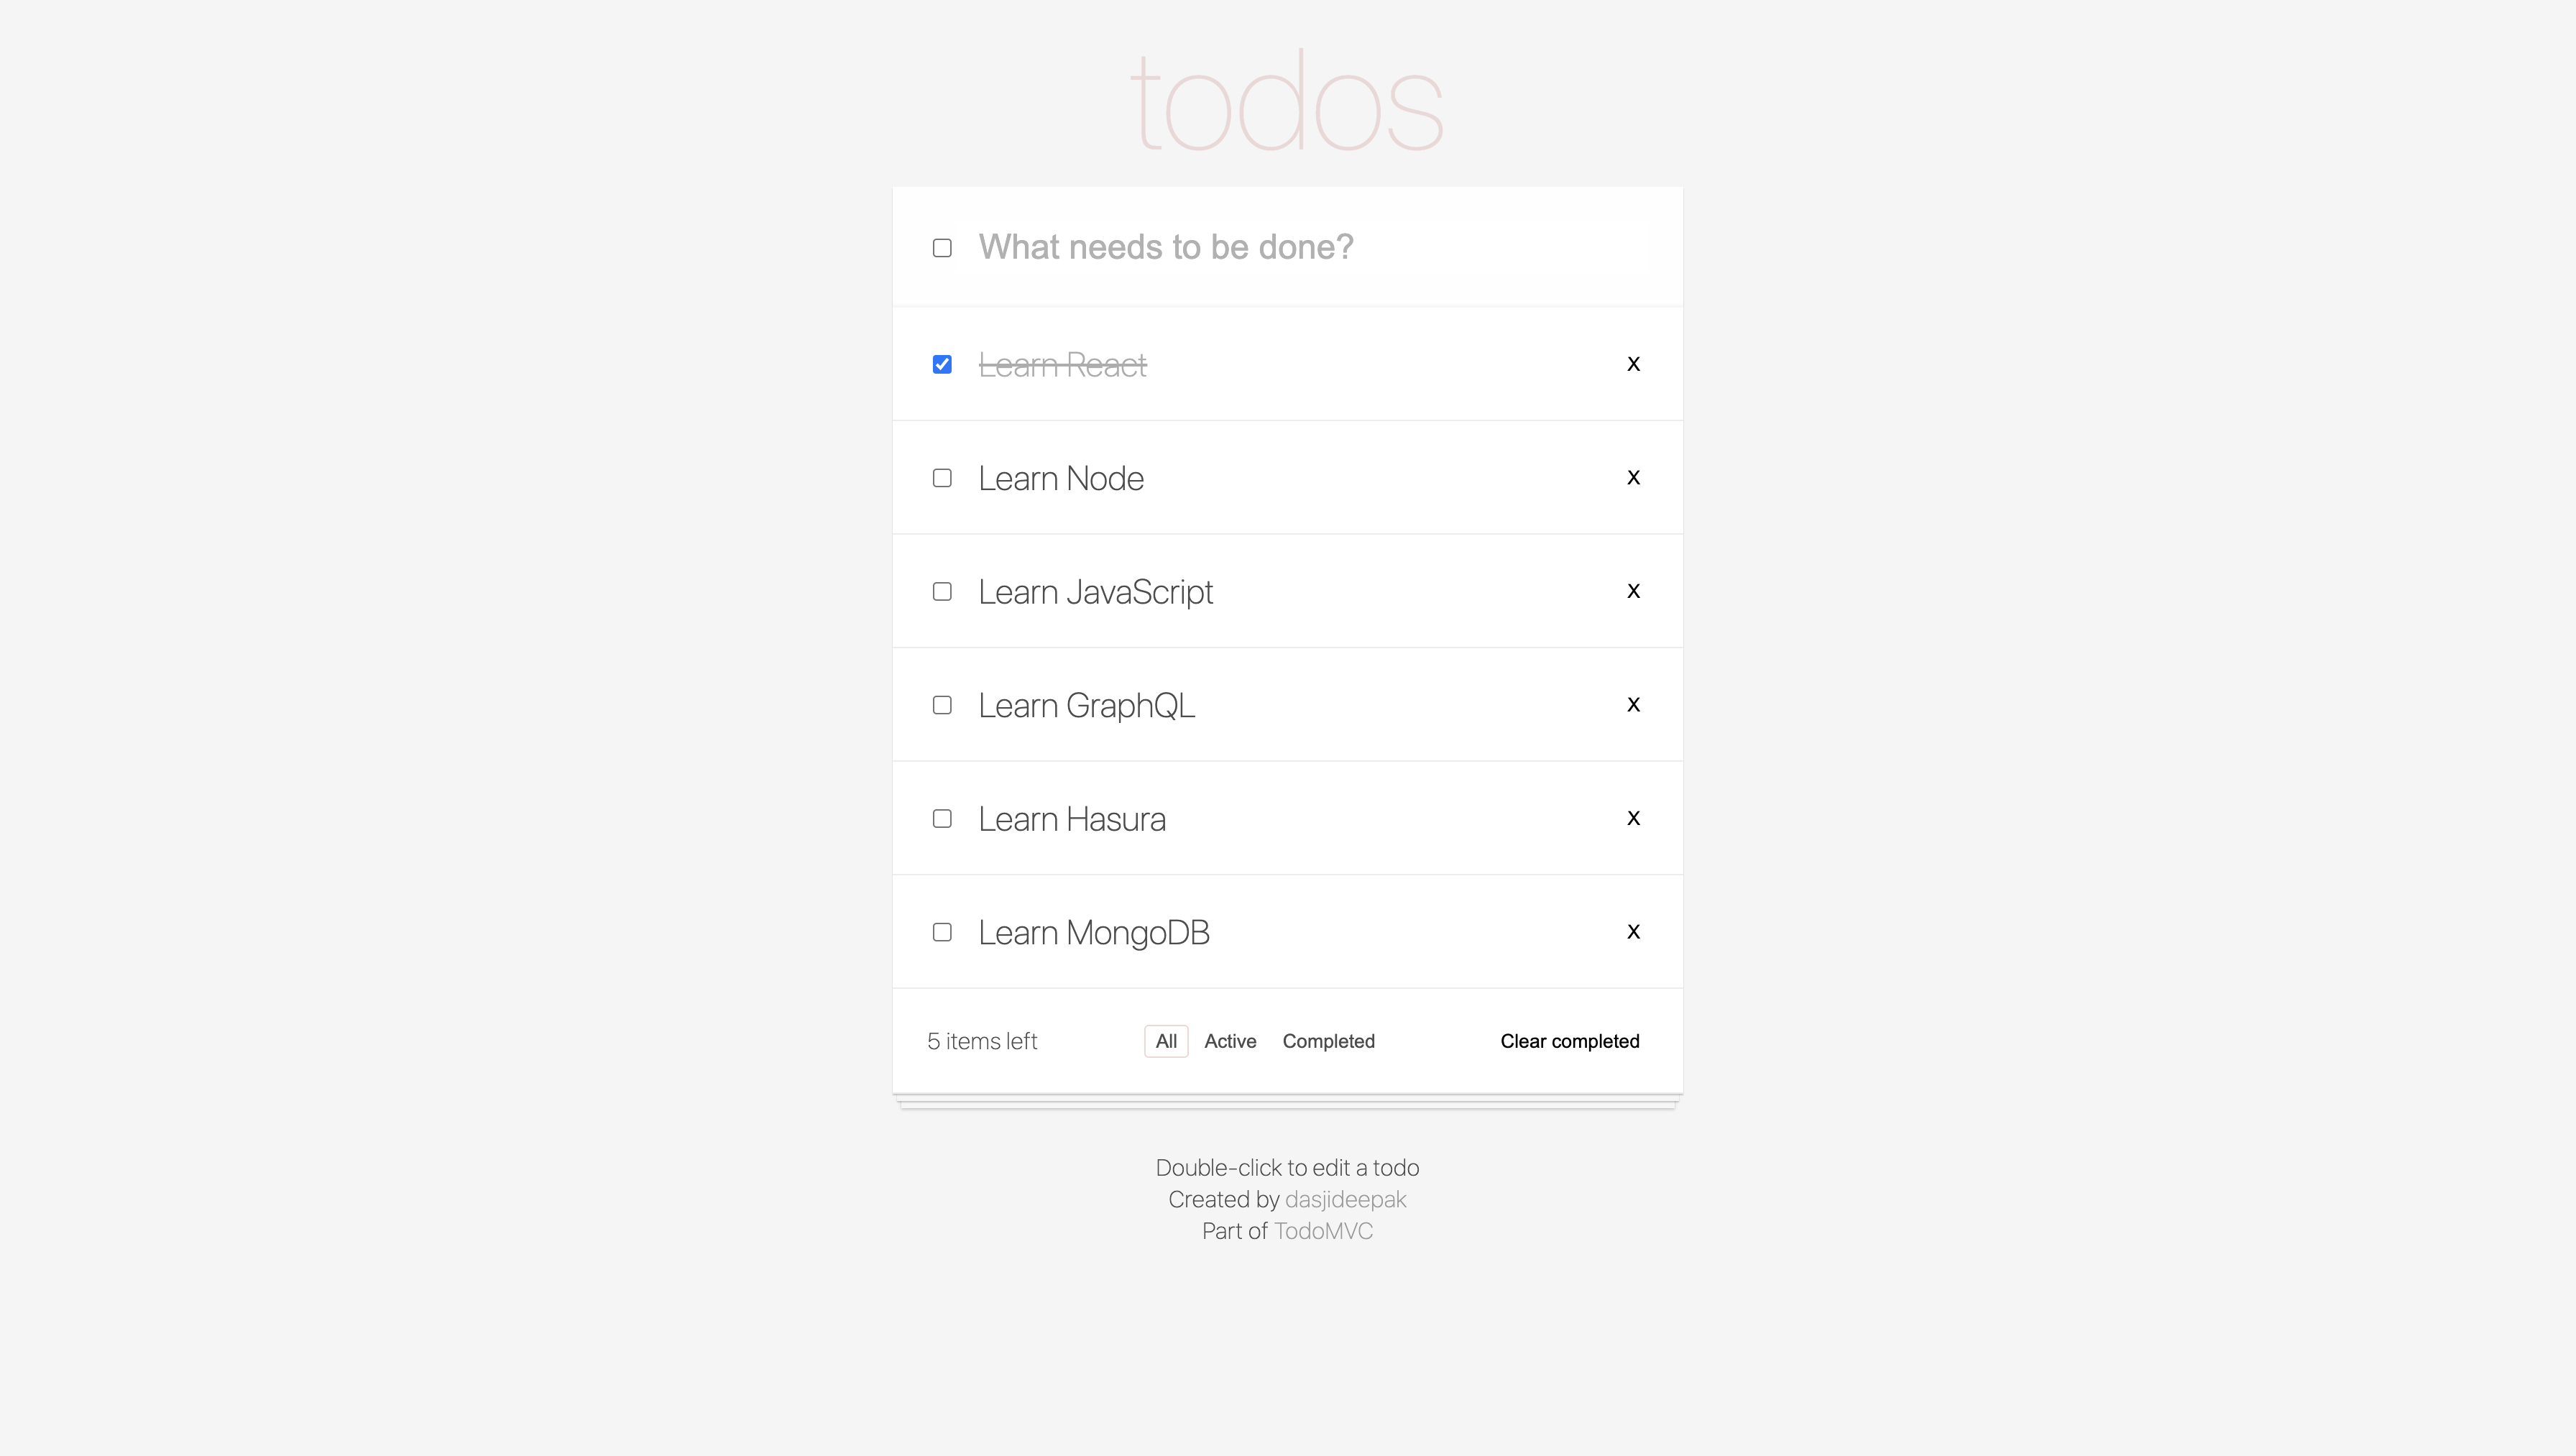 todos
What needs to be done?
Learn React X
Learn Node X
Learn JavaScript X
Learn GraphQL X
Learn Hasura X
Learn MongoDB X
5 items left All Active Completed Clear completed
Double-click to edit a todo
Created by dasjideepak
Part of TodoMVC